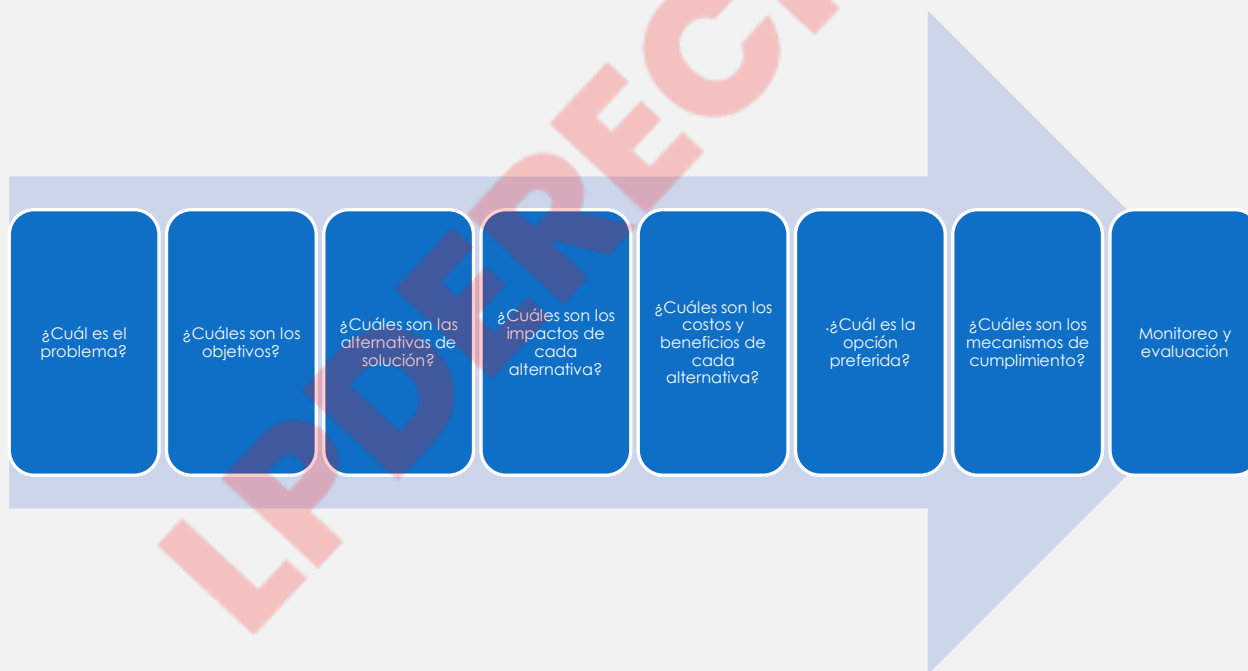 ¿Cuál es el
problema?
¿Cuáles son los
objetivos?
¿Cuáles son las
alternativas de
solución?
¿Cuáles son los
impactos de
cada
alternativa?
¿Cuáles son los
costos y
beneficios de
cada
alternativa?
.¿Cuál es la
opción
preferida?
¿Cuáles son los
mecanismos de
cumplimiento?
Monitoreo y
evaluación